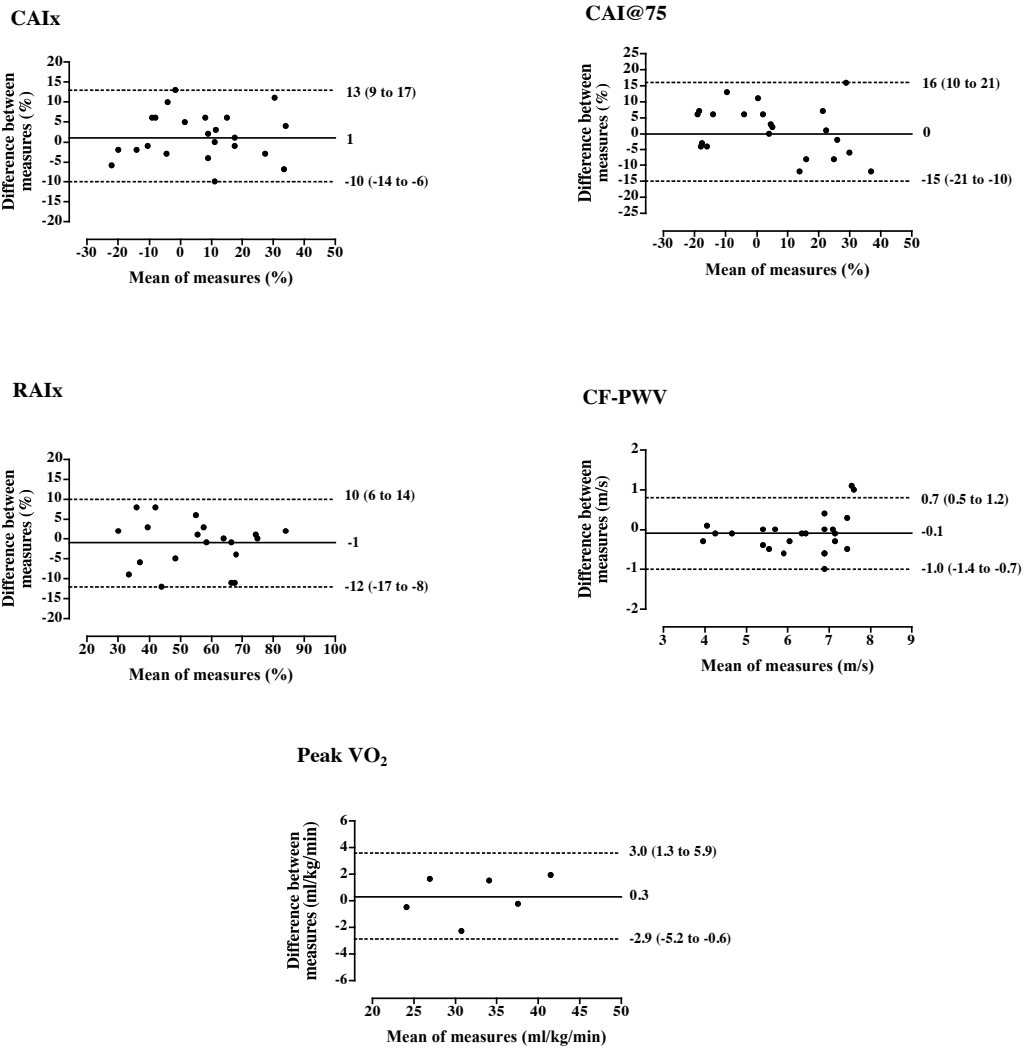 CAIx
Difference between
measures (%)
20
15
10
5
0
-5
-10
-15
-20
13 (9 to 17)
1
-10 (-14 to -6)
-30 -20 -10 0 10 20 30 40 50
Mean of measures (%)
CAI@75
Difference between
measures (%)
25
20
15
10
5
0
-5
-10
-15
-20
-25
16 (10 to 21)
0
-15 (-21 to -10)
-30 -20 -10 0 10 20 30 40 50
Mean of measures (%)
RAIx
Difference between
measures (%)
20
15
10
5
0
-5
-10
-15
-20
10 (6 to 14)
-1
-12 (-17 to -8)
20 30 40 50 60 70 80 90 100
Mean of measures (%)
CF-PWV
Difference between
measures (m/s)
2
1
0
-1
-2
0.7 (0.5 to 1.2)
-0.1
-1.0 (-1.4 to -0.7)
3 4 5 6 7 8 9
Mean of measures (m/s)
Peak VO₂
Difference between
measures (ml/kg/min)
6
4
2
0
-2
-4
-6
3.0 (1.3 to 5.9)
0.3
-2.9 (-5.2 to -0.6)
20 25 30 35 40 45 50
Mean of measures (ml/kg/min)